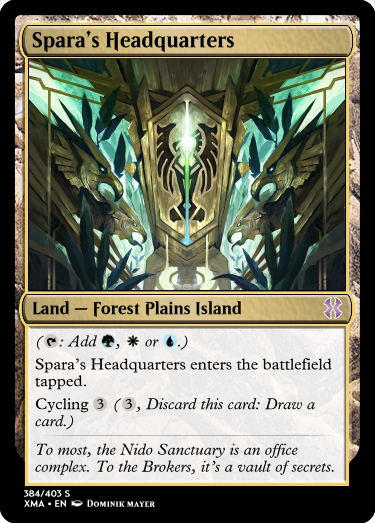 Spara's Headquarters
Land — Forest Plains Island
(T: Add G, W or U.)
Spara's Headquarters enters the battlefield
tapped.
Cycling 3 ( 3, Discard this card: Draw a
card.)
To most, the Nido Sanctuary is an office
complex. To the Brokers, it's a vault of secrets.
384/403 S
XMA • EN DOMINIK MAYER